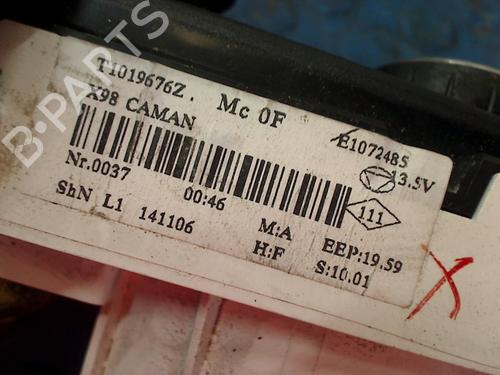 B-PARTS
T1019676Z.
Mc 0F
X98 CAMAN
E107248S
13.5V
Nr.0037
00:46
111
ShN L1 141106
M:A
EEP:19.59
H:F
S:10.01
X